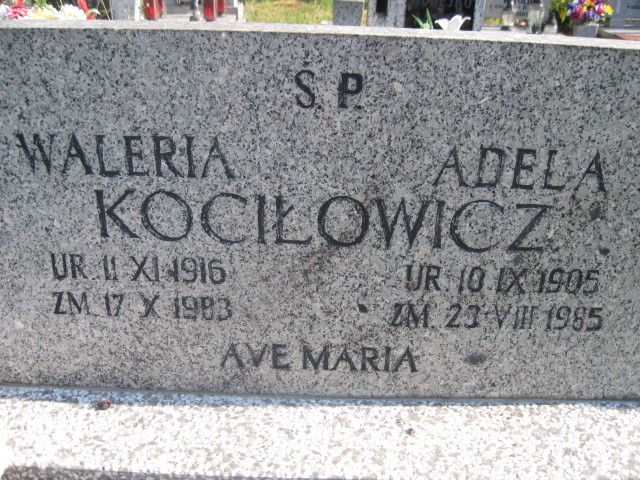 Ś.P.
WALERIA ADELA
KOCIŁOWICZ
UR. 11 XI 1916 UR. 10 IX 1905
ZM. 17 X 1983 ZM. 23 VIII 1985
AVE MARIA